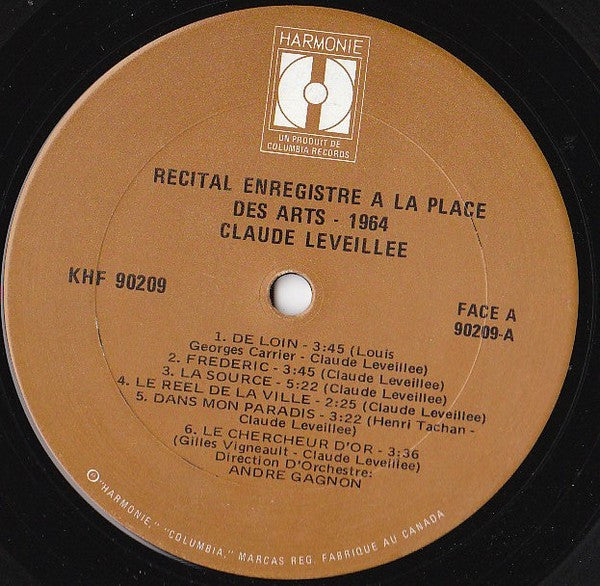 HARMONIE
UN PRODUIT DE
COLUMBIA RECORDS
RECITAL ENREGISTRE A LA PLACE
DES ARTS - 1964
CLAUDE LEVEILLEE
KHF 90209
FACE A
90209-A
1. DE LOIN - 3:45 (Louis
Georges Carrier - Claude Leveillee)
2. FREDERIC - 3:45 (Claude Leveillee)
3. LA SOURCE - 5:22 (Claude Leveillee)
4. LE REEL DE LA VILLE - 2:25 (Claude Leveillee)
5. DANS MON PARADIS - 3:22 (Henri Tachan -
Claude Leveillee)
6. LE CHERCHEUR D'OR - 3:36
(Gilles Vigneault - Claude Leveillee)
Direction D'Orchestre:
ANDRE GAGNON
"HARMONIE," "COLUMBIA," MARCAS REG. FABRIQUE AU CANADA